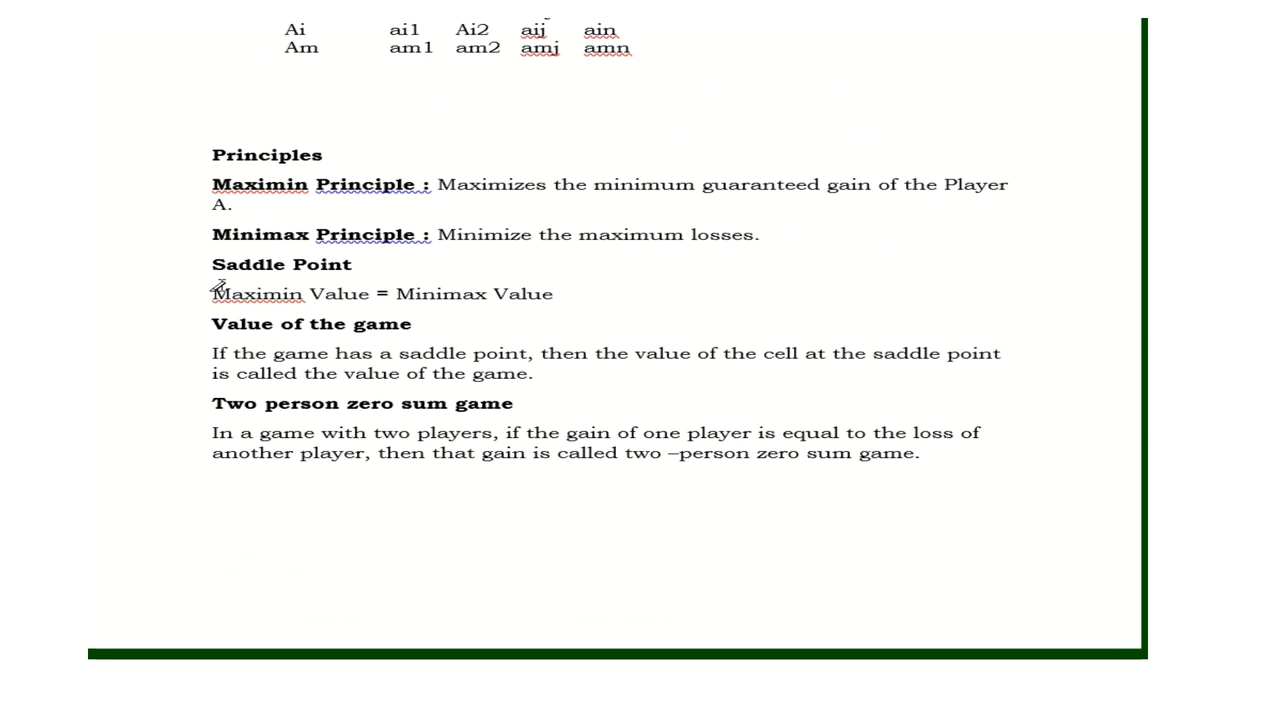 Ai ai1 Ai2 aij ain
Am am1 am2 amj amn
Principles
Maximin Principle : Maximizes the minimum guaranteed gain of the Player
A.
Minimax Principle : Minimize the maximum losses.
Saddle Point
Maximin Value = Minimax Value
Value of the game
If the game has a saddle point, then the value of the cell at the saddle point
is called the value of the game.
Two person zero sum game
In a game with two players, if the gain of one player is equal to the loss of
another player, then that gain is called two –person zero sum game.